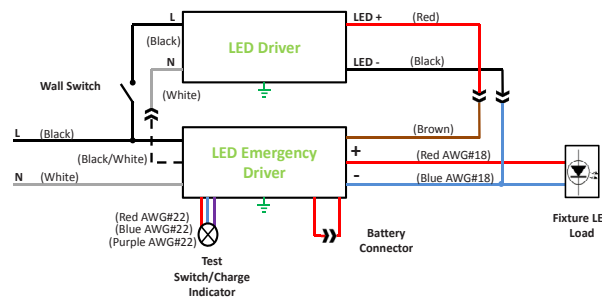 L
LED +
(Red)
(Black)
LED Driver
N
LED -
(Black)
Wall Switch
(White)
L
(Black)
(Brown)
(Black/White)
LED Emergency
Driver
+
(Red AWG#18)
N
(White)
-
(Blue AWG#18)
(Red AWG#22)
(Blue AWG#22)
(Purple AWG#22)
Battery
Connector
Fixture LE
Load
Test
Switch/Charge
Indicator